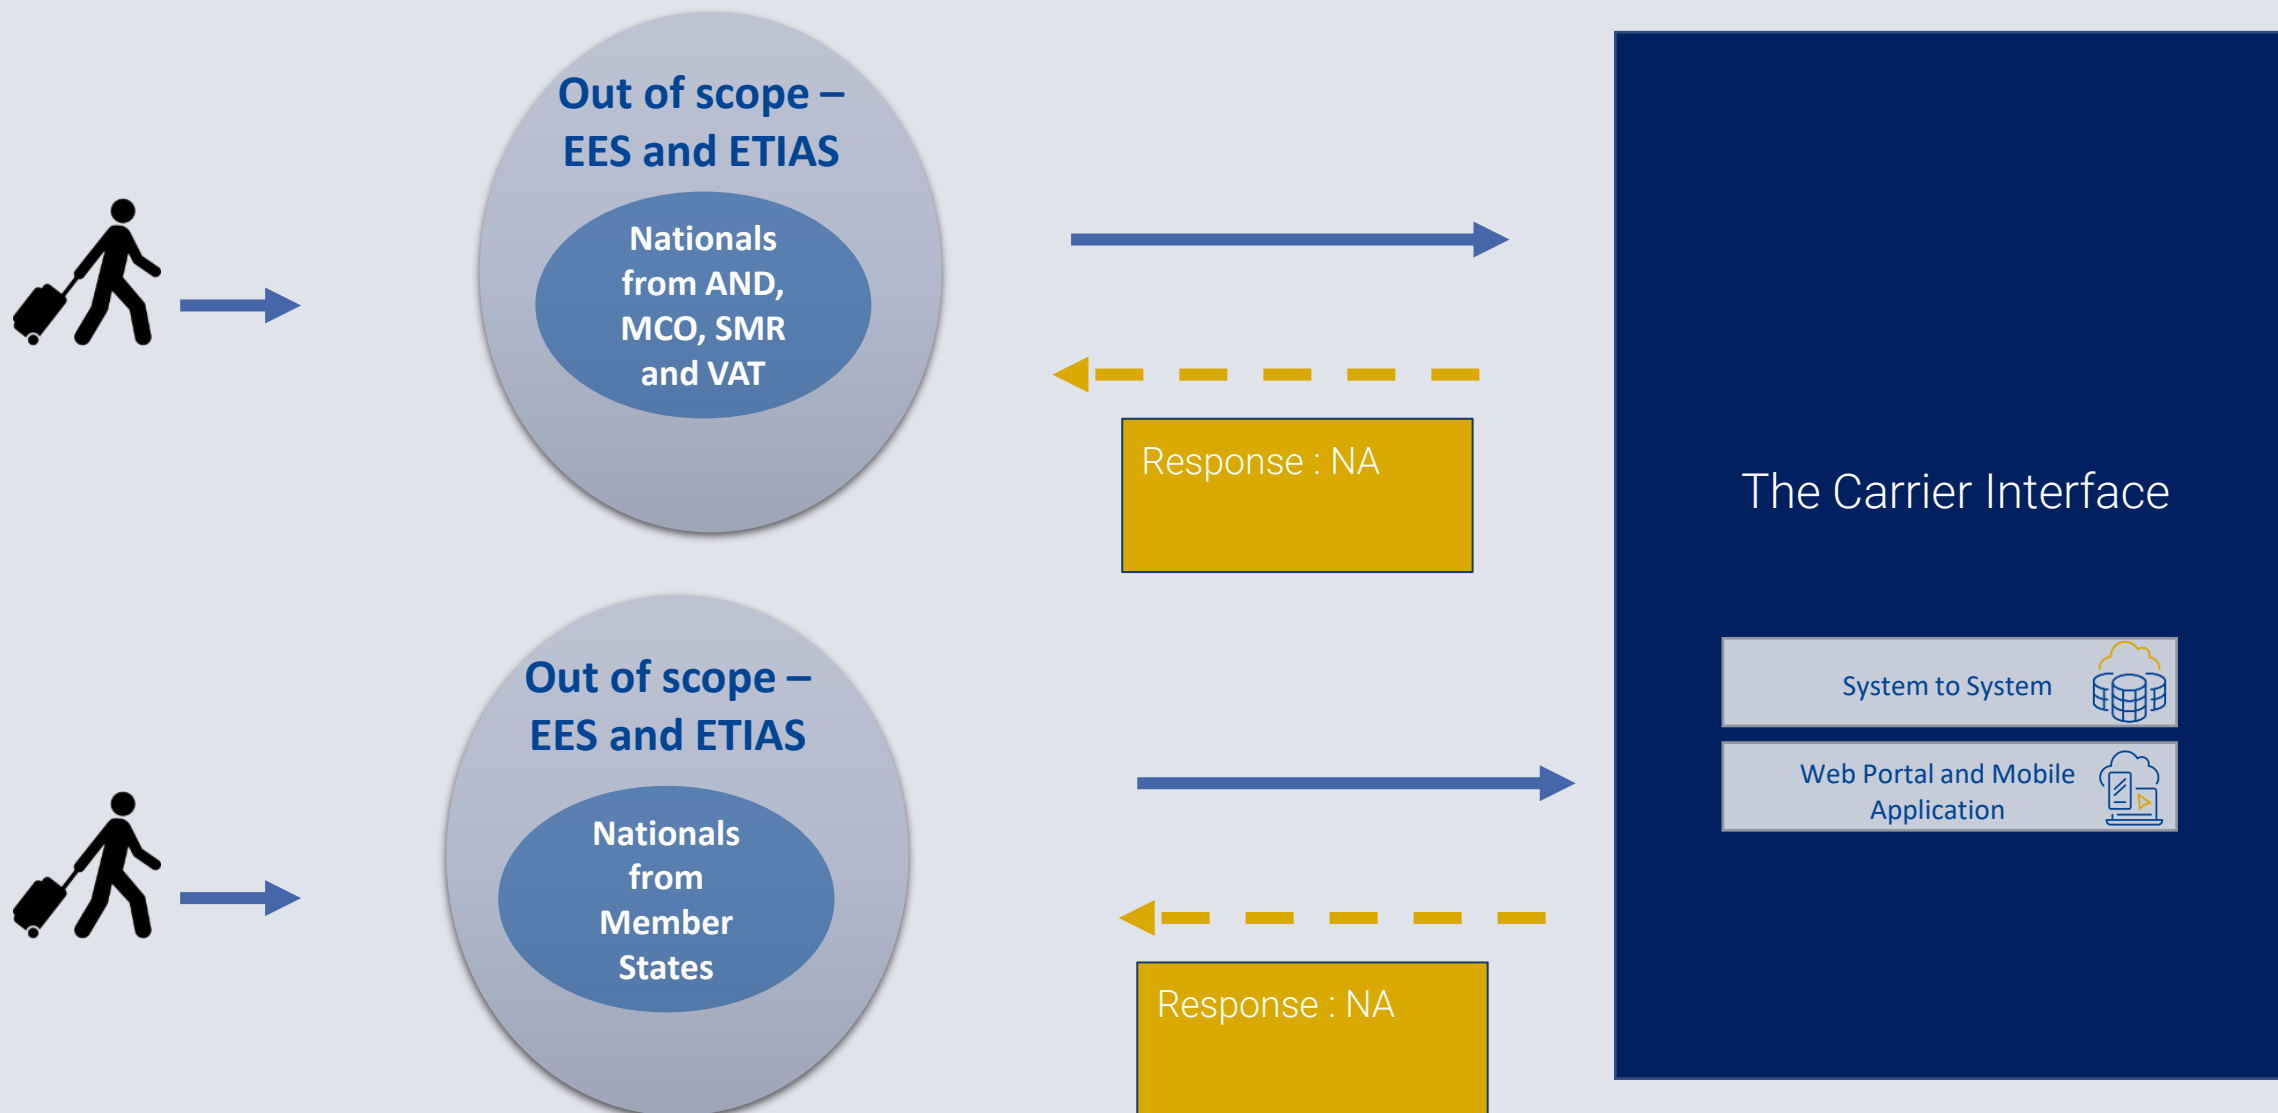 Out of scope –
EES and ETIAS
Nationals
from AND,
MCO, SMR
and VAT
Response : NA
The Carrier Interface
System to System
Web Portal and Mobile
Application
Out of scope –
EES and ETIAS
Nationals
from
Member
States
Response : NA